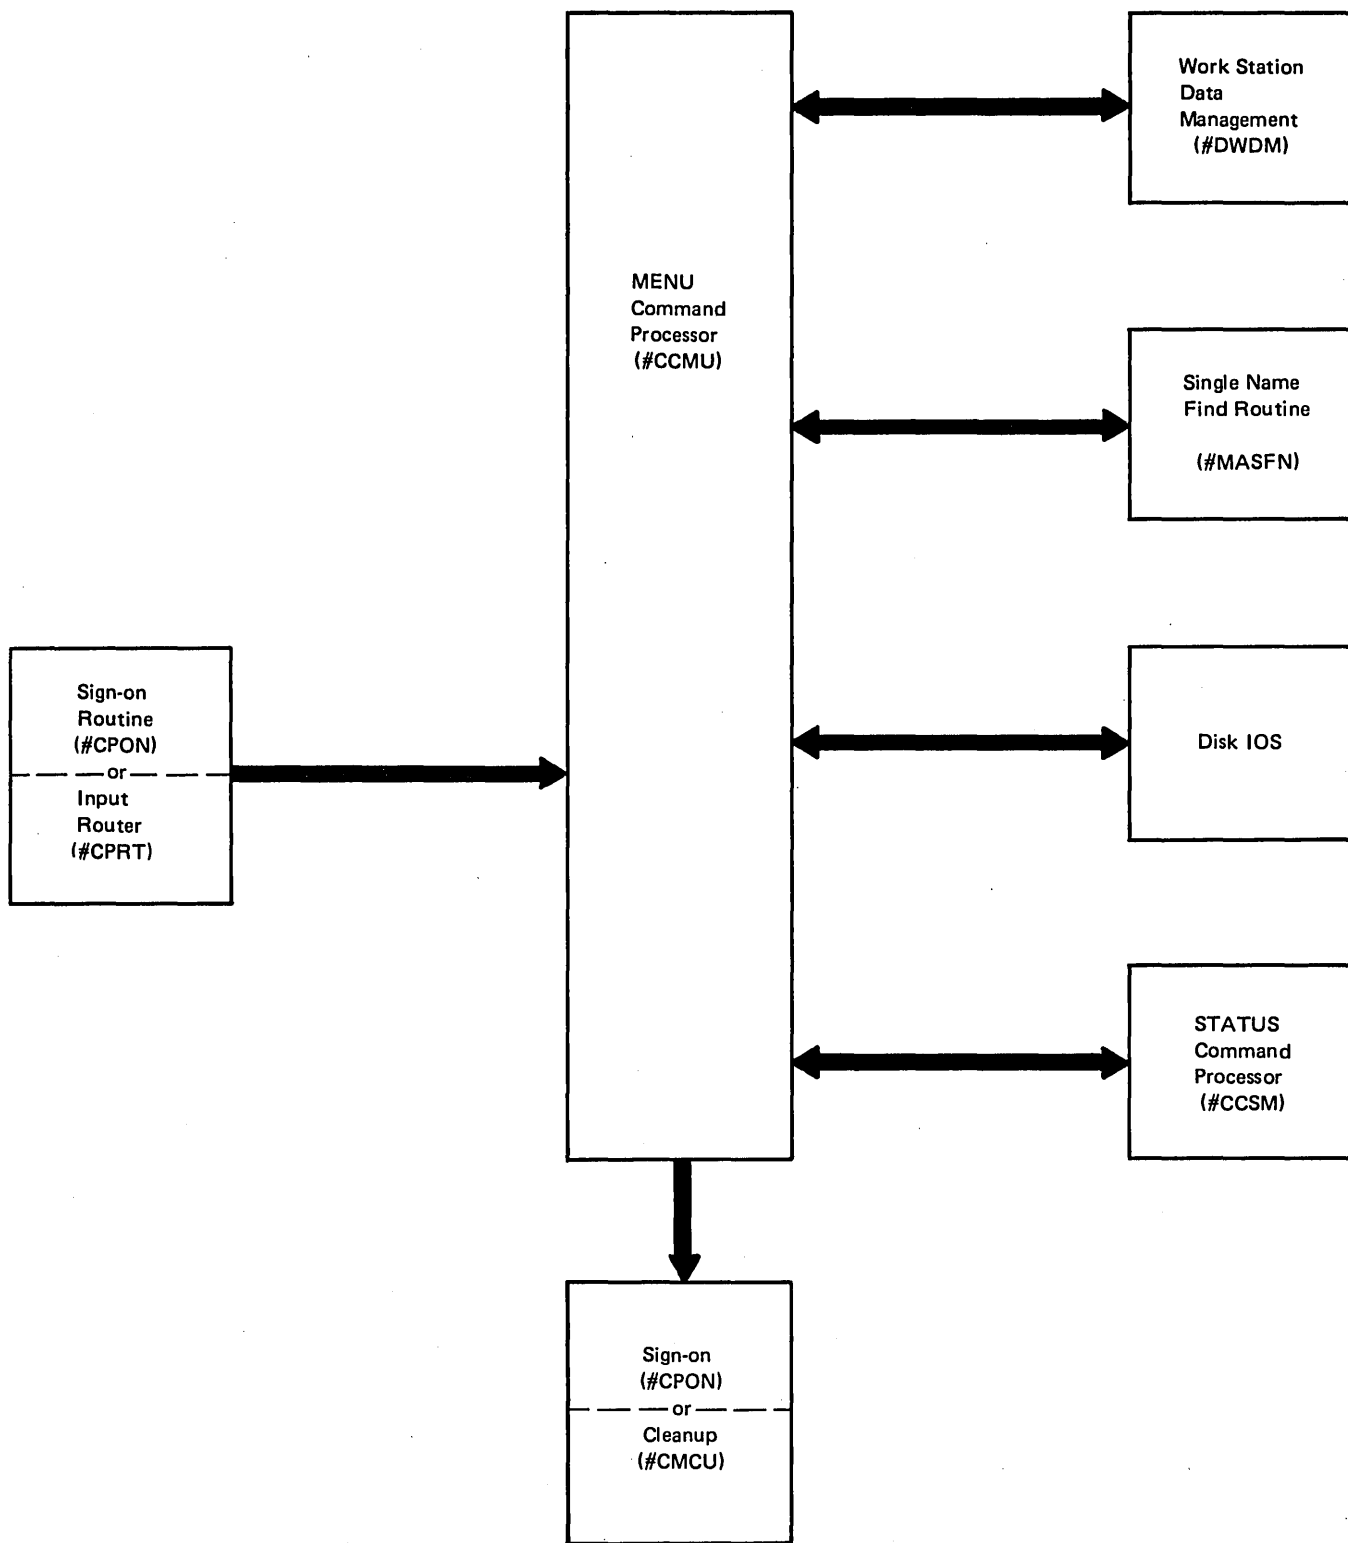 Work Station
Data
Management
(#DWDM)
MENU
Command
Processor
(#CCMU)
Single Name
Find Routine
(#MASFN)
Sign-on
Routine
(#CPON)
or
Input
Router
(#CPRT)
Disk IOS
STATUS
Command
Processor
(#CCSM)
Sign-on
(#CPON)
or
Cleanup
(#CMCU)